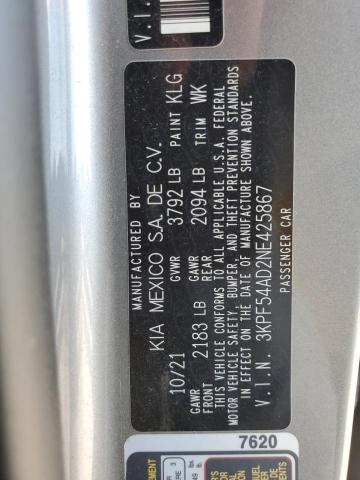 V.I.N.
MANUFACTURED BY
KIA MEXICO S.A. DE C.V.
10/21 GVWR 3792 LB PAINT KLG
GAWR FRONT 2183 LB GAWR REAR 2094 LB TRIM WK
THIS VEHICLE CONFORMS TO ALL APPLICABLE U.S.A. FEDERAL
MOTOR VEHICLE SAFETY, BUMPER, AND THEFT PREVENTION STANDARDS
IN EFFECT ON THE DATE OF MANUFACTURE SHOWN ABOVE.
V.I.N. 3KPF54AD2NE425867
PASSENGER CAR
7620